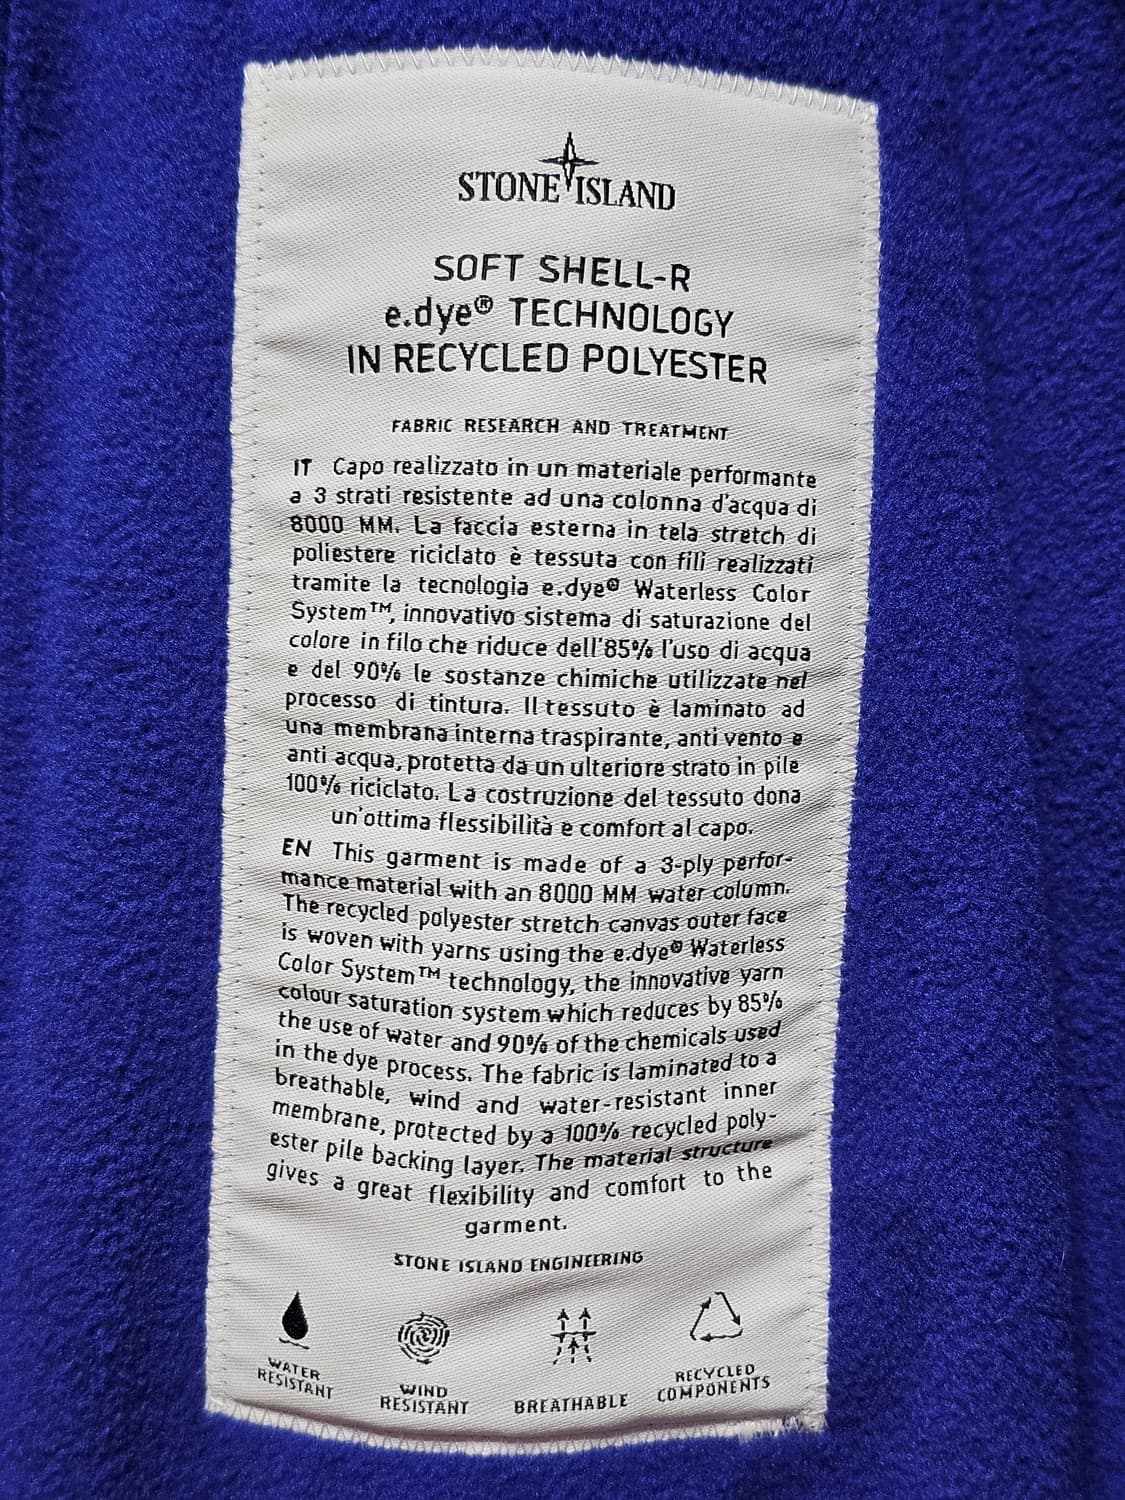 STONE ISLAND
SOFT SHELL-R
e.dye® TECHNOLOGY
IN RECYCLED POLYESTER
FABRIC RESEARCH AND TREATMENT
IT Capo realizzato in un materiale performante
a 3 strati resistente ad una colonna d'acqua di
8000 MM. La faccia esterna in tela stretch di
poliestere riciclato è tessuta con fili realizzati
tramite la tecnologia e.dye® Waterless Color
System™, innovativo sistema di saturazione del
colore in filo che riduce dell'85% l'uso di acqua
e del 90% le sostanze chimiche utilizzate nel
processo di tintura. Il tessuto è laminato ad
una membrana interna traspirante, anti vento e
anti acqua, protetta da un ulteriore strato in pile
100% riciclato. La costruzione del tessuto dona
un'ottima flessibilità e comfort al capo.
EN This garment is made of a 3-ply perfor-
mance material with an 8000 MM water column.
The recycled polyester stretch canvas outer face
is woven with yarns using the e.dye® Waterless
Color System™ technology, the innovative yarn
colour saturation system which reduces by 85%
the use of water and 90% of the chemicals used
in the dye process. The fabric is laminated to a
breathable, wind and water-resistant inner
membrane, protected by a 100% recycled poly-
ester pile backing layer. The material structure
gives a great flexibility and comfort to the
garment.
STONE ISLAND ENGINEERING
WATER
RESISTANT
WIND
RESISTANT
BREATHABLE
RECYCLED
COMPONENTS